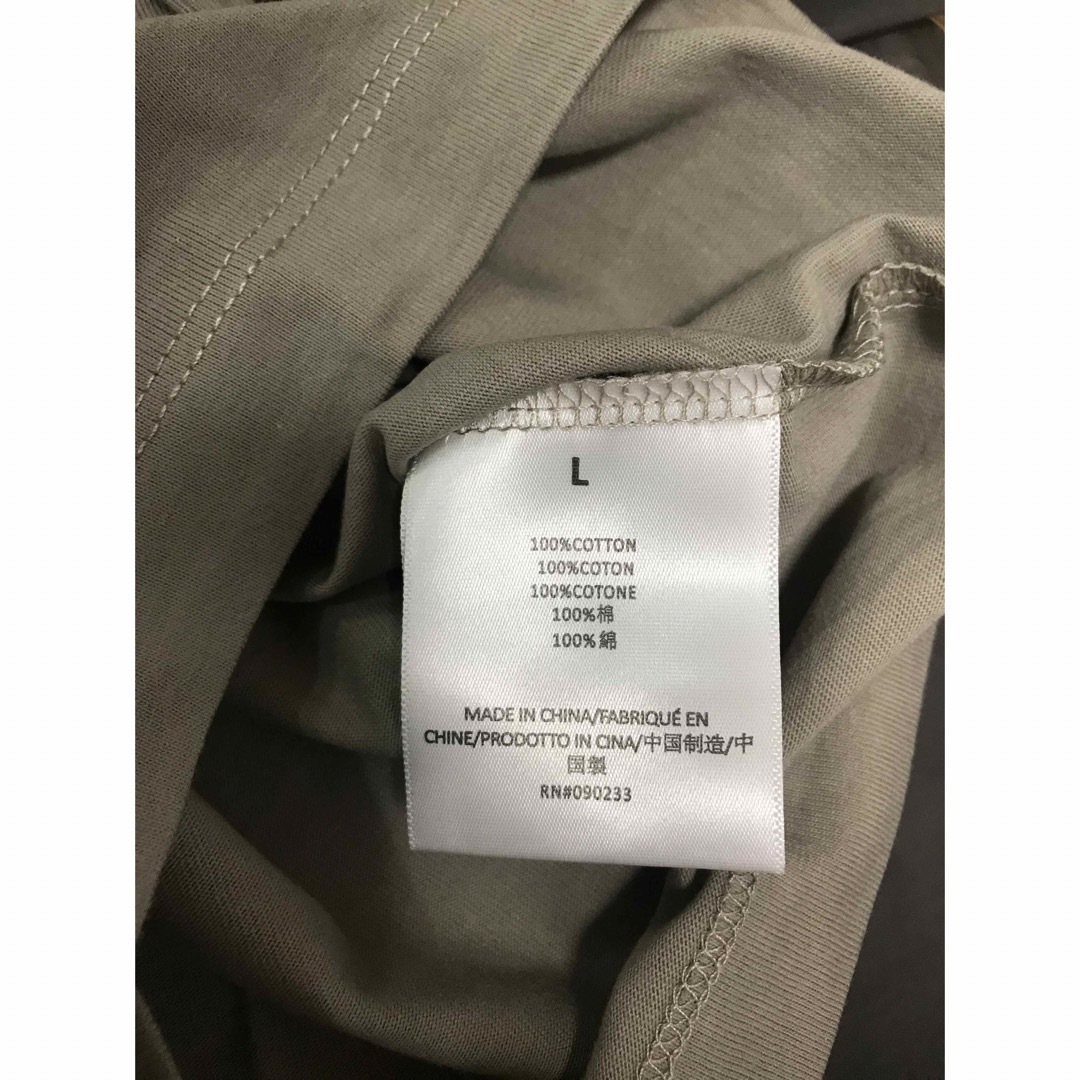 L
100%COTTON
100%COTON
100%COTONE
100%棉
100%綿
MADE IN CHINA/FABRIQUÉ EN
CHINE/PRODOTTO IN CINA/中国制造/中
国製
RN#090233